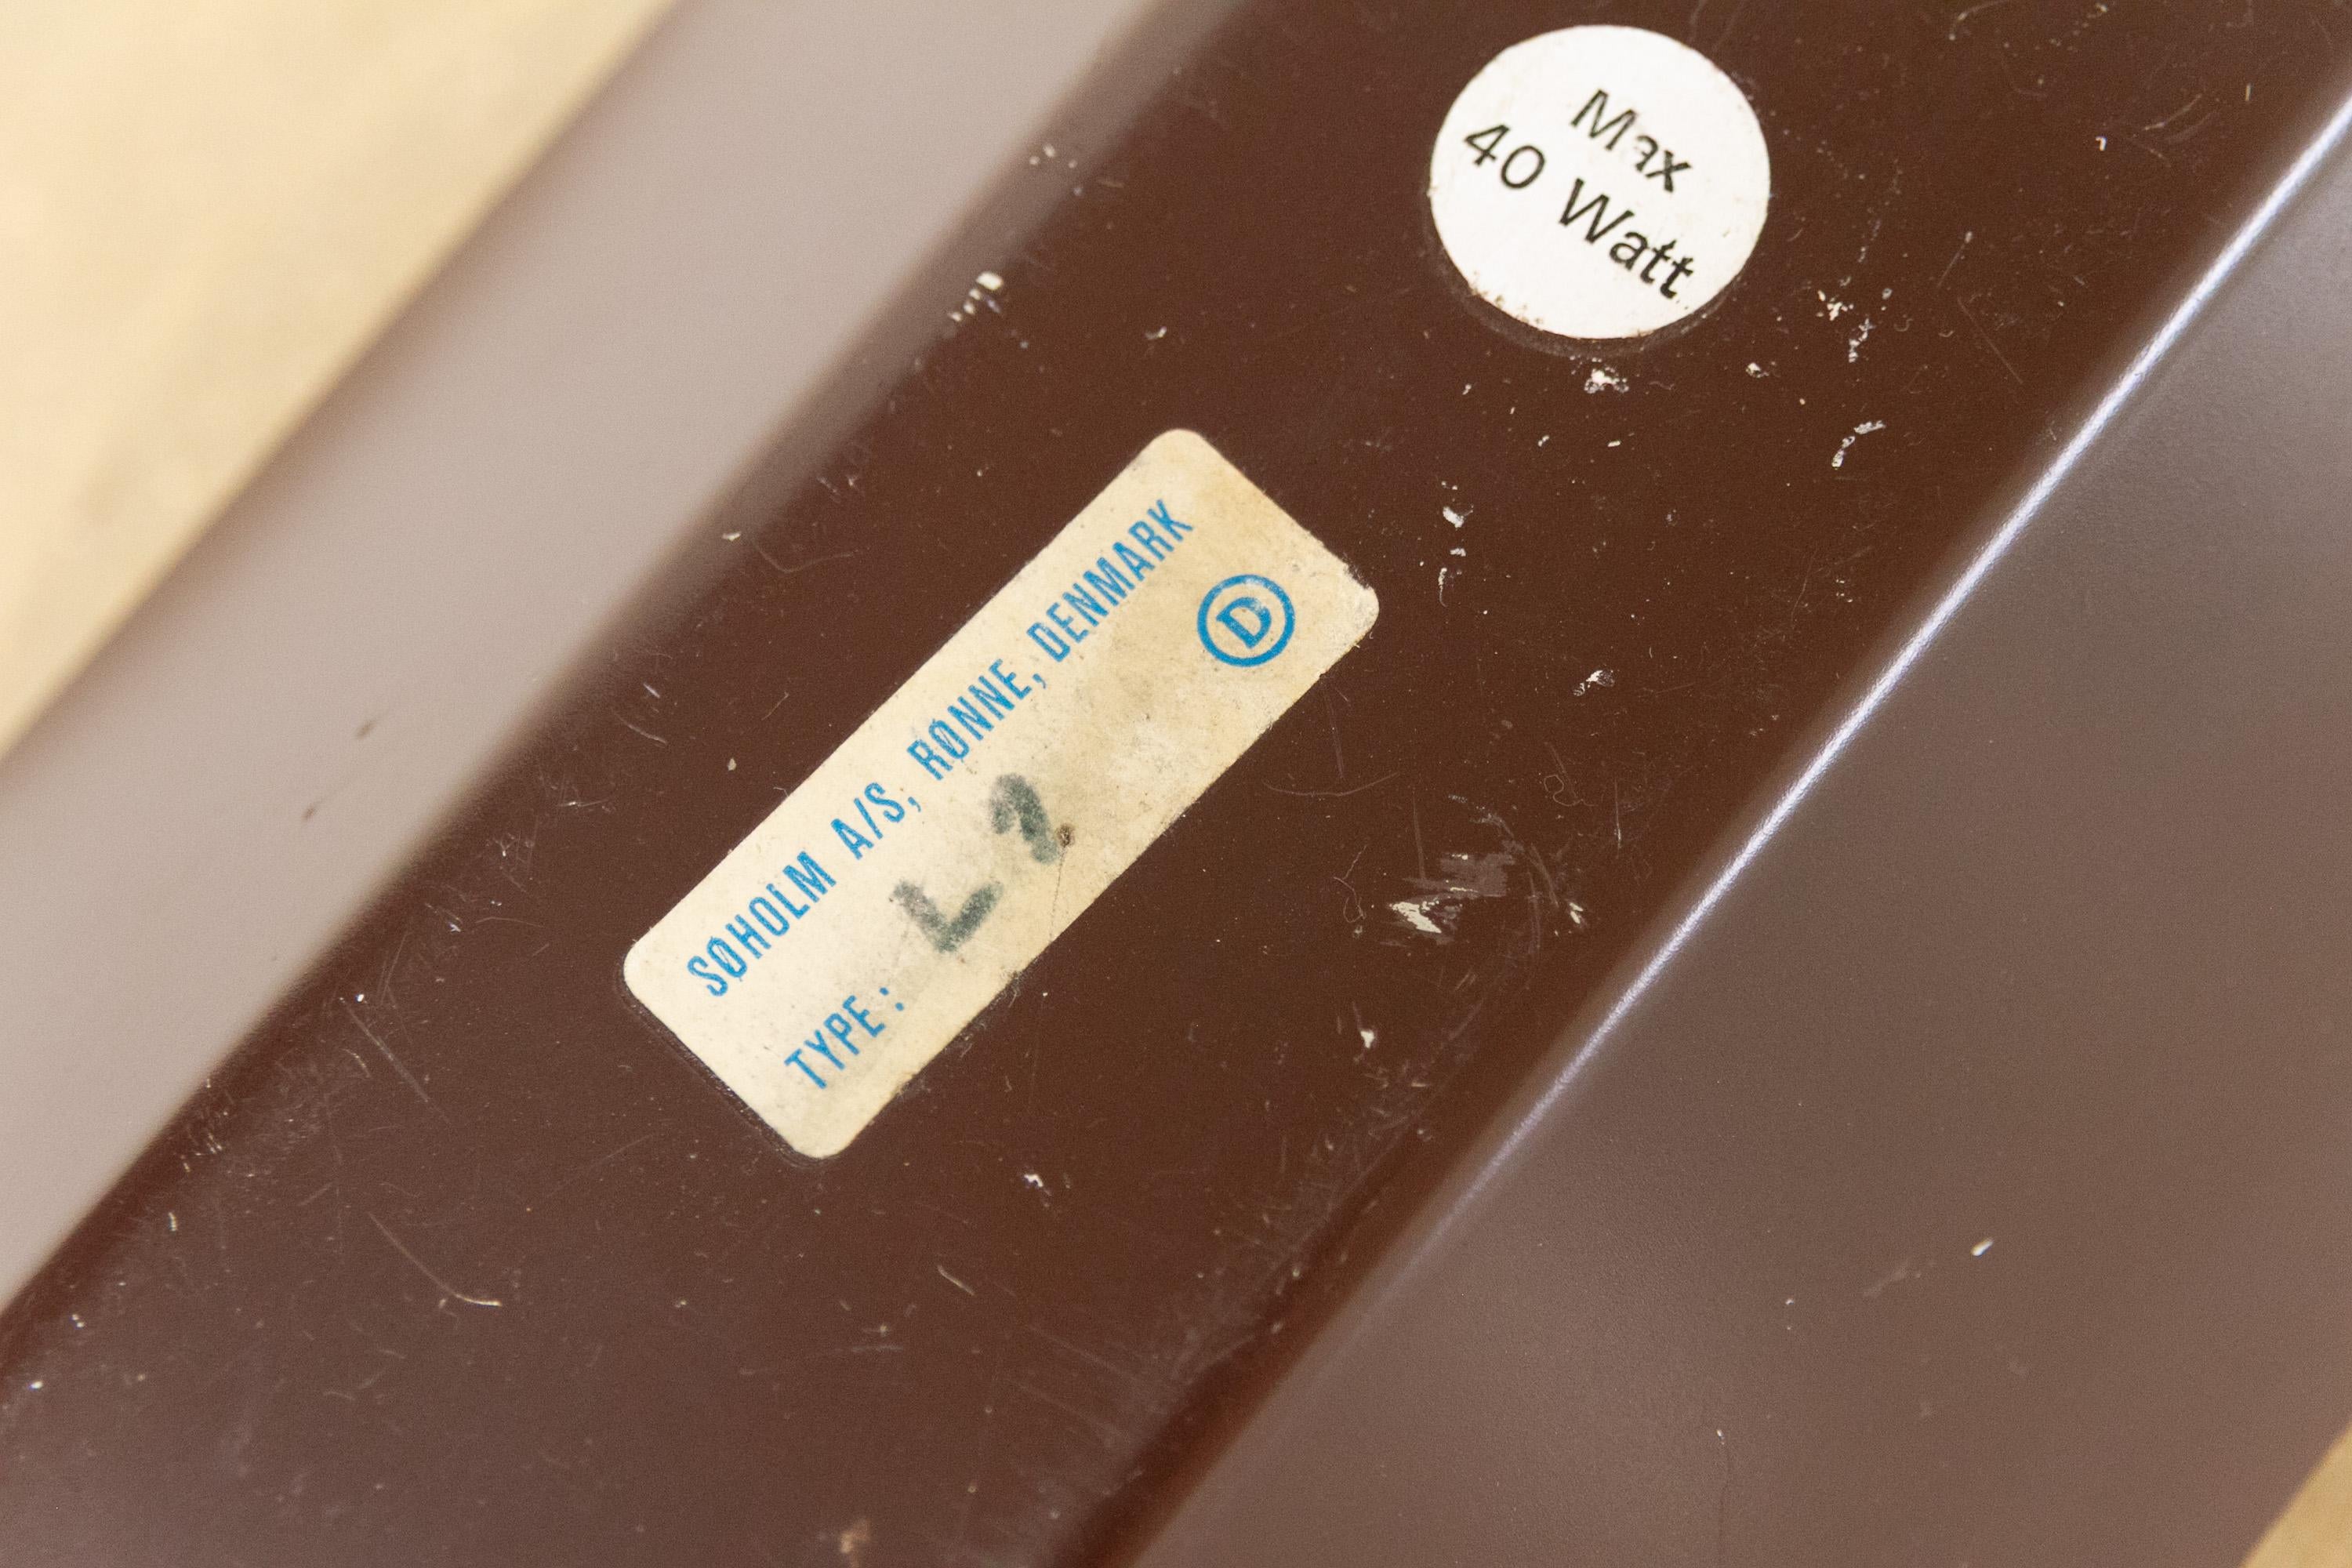 Max
40 Watt
SØHOLM A/S, RØNNE, DENMARK
D
TYPE: